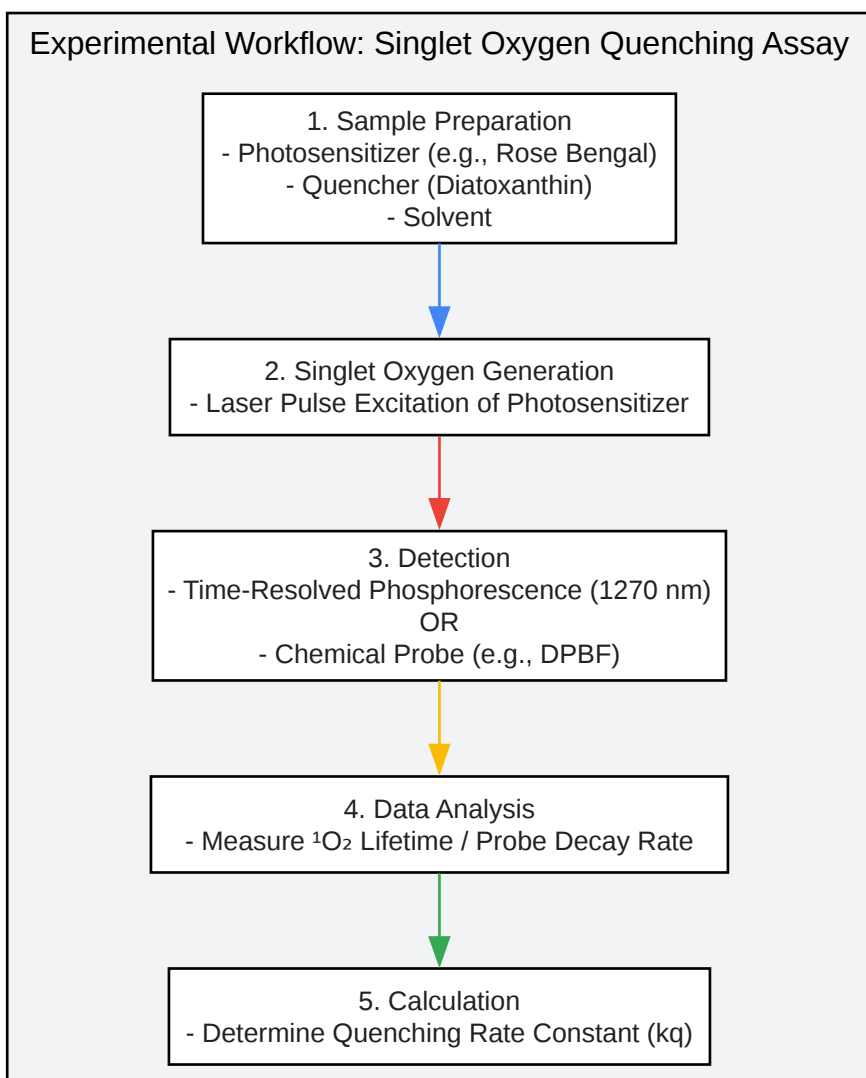 Experimental Workflow: Singlet Oxygen Quenching Assay
1. Sample Preparation
- Photosensitizer (e.g., Rose Bengal)
- Quencher (Diatoxanthin)
- Solvent
2. Singlet Oxygen Generation
- Laser Pulse Excitation of Photosensitizer
3. Detection
- Time-Resolved Phosphorescence (1270 nm)
OR
- Chemical Probe (e.g., DPBF)
4. Data Analysis
- Measure ¹O₂ Lifetime / Probe Decay Rate
5. Calculation
- Determine Quenching Rate Constant (kq)